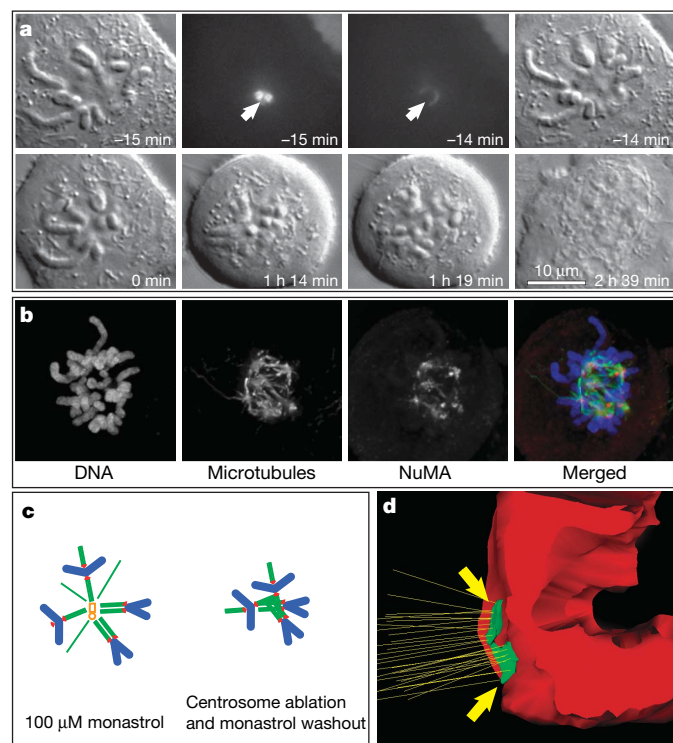 a
–15 min
–15 min
–14 min
–14 min
0 min
1 h 14 min
1 h 19 min
10 µm
2 h 39 min
b
DNA
Microtubules
NuMA
Merged
c
100 µM monastrol
Centrosome ablation
and monastrol washout
d